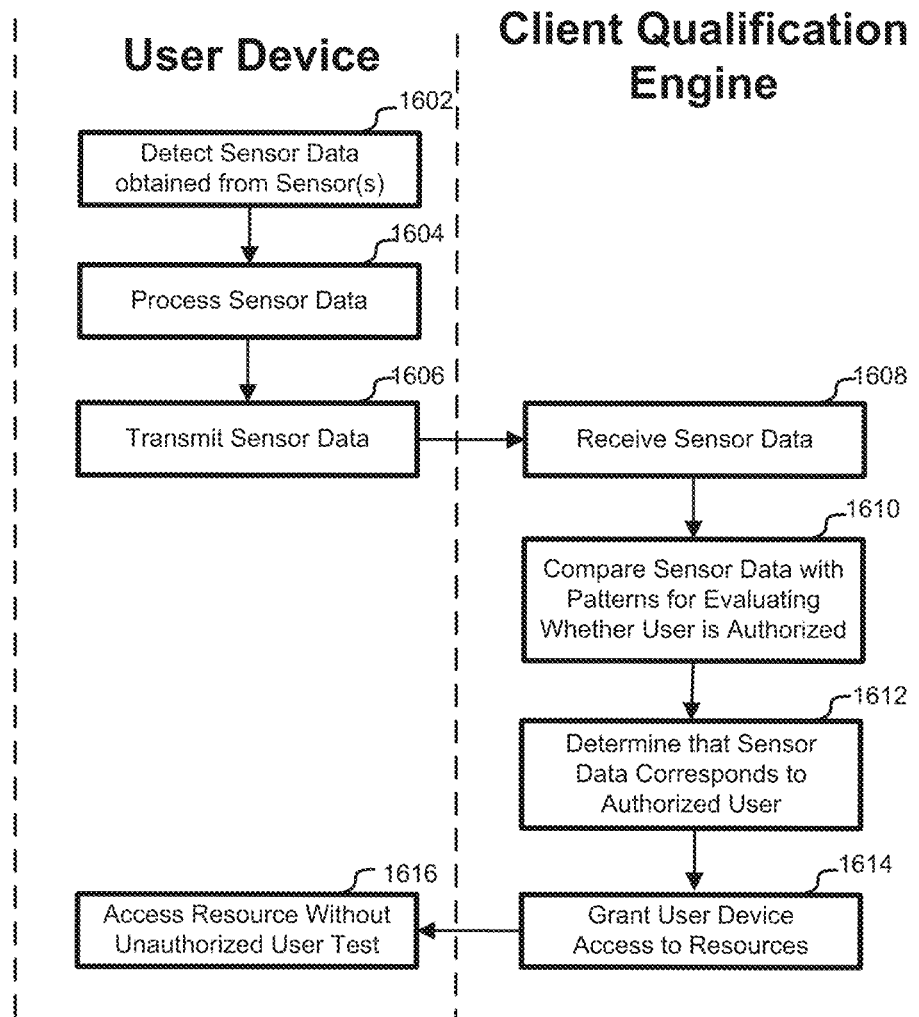 User Device
Client Qualification
Engine
1602
Detect Sensor Data
obtained from Sensor(s)
1604
Process Sensor Data
1606
Transmit Sensor Data
1608
Receive Sensor Data
1610
Compare Sensor Data with
Patterns for Evaluating
Whether User is Authorized
1612
Determine that Sensor
Data Corresponds to
Authorized User
1614
Grant User Device
Access to Resources
1616
Access Resource Without
Unauthorized User Test